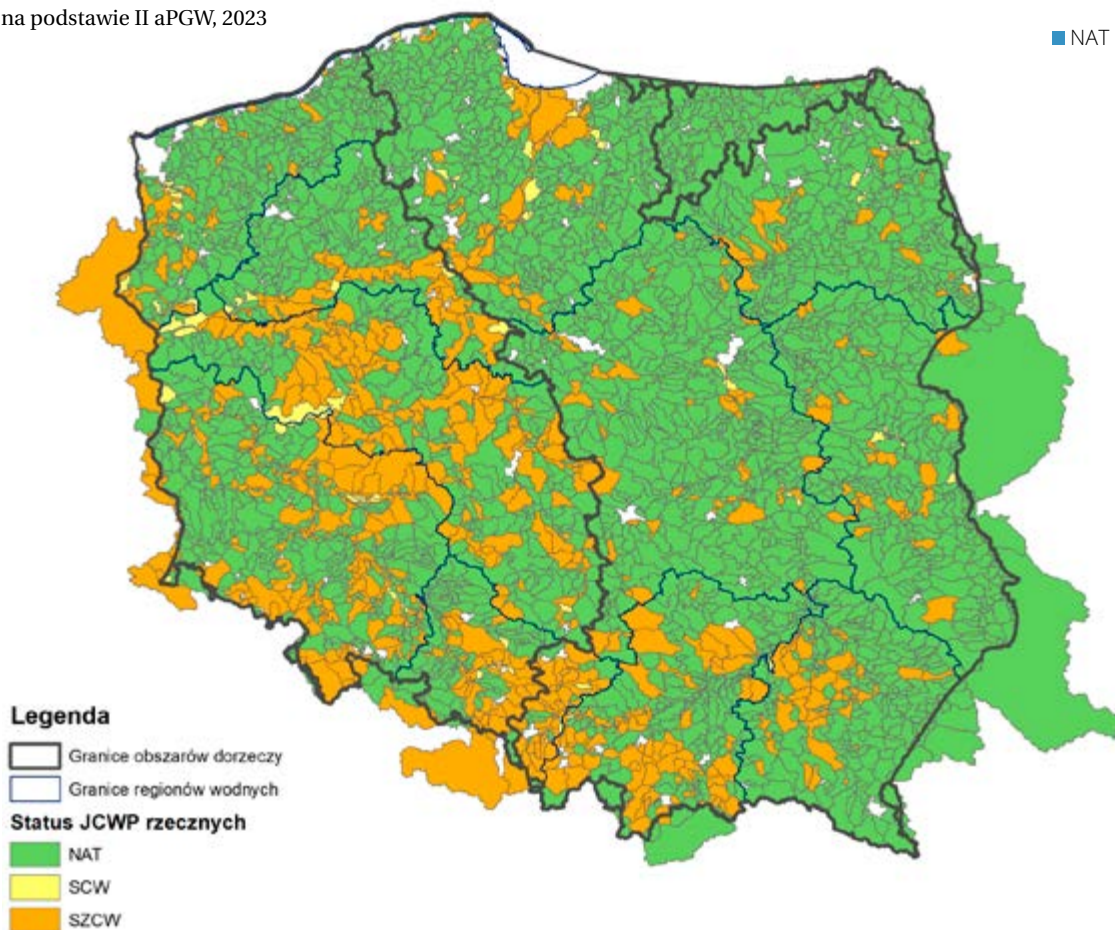 na podstawie II aPGW, 2023
NAT
Legenda
Granice obszarów dorzeczy
Granice regionów wodnych
Status JCWP rzecznych
NAT
SCW
SZCW